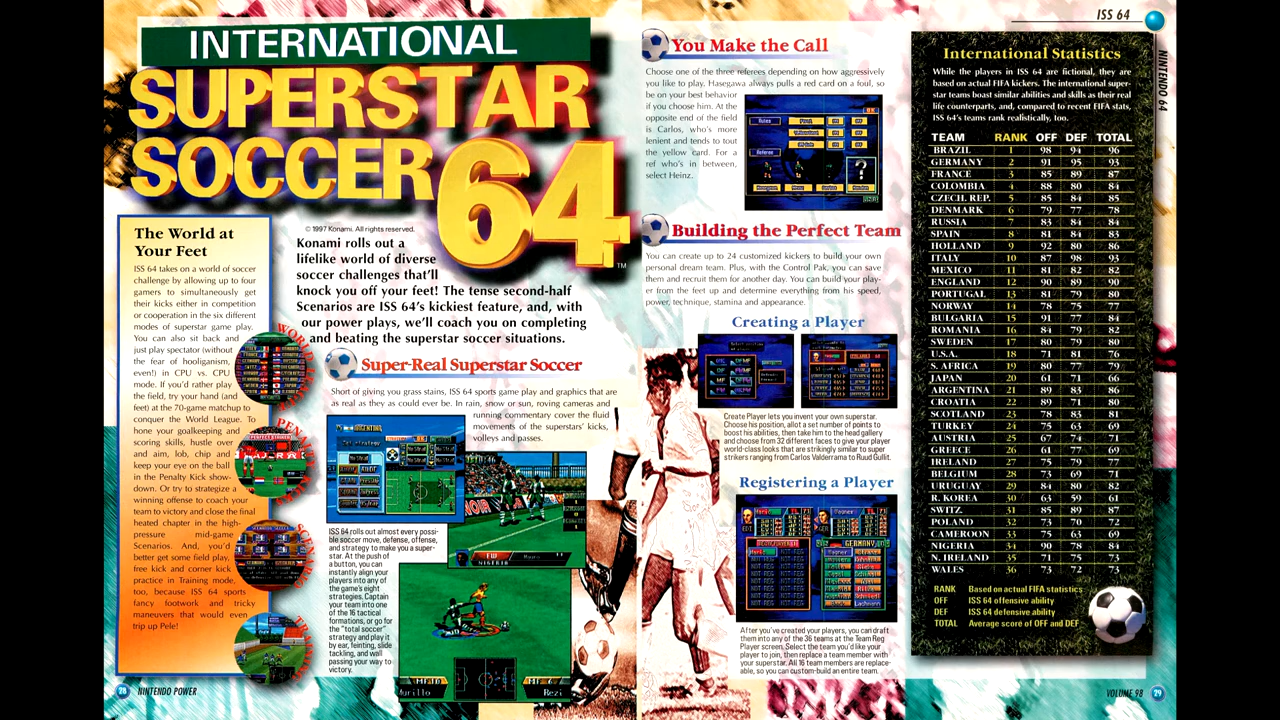 INTERNATIONAL
SUPERSTAR
SOCCER 64
TM
The World at
Your Feet
ISS 64 takes on a world of soccer
challenge by allowing up to four
gamers to simultaneously get
their kicks either in competition
or cooperation in the six different
modes of superstar game play.
You can also sit back and
just play spectator (without
the fear of hooliganism,
even!) in CPU vs. CPU
mode. If you'd rather play
the field, try your hand (and
feet) at the 70-game matchup to
conquer the World League. To
hone your goalkeeping and
scoring skills, hustle over
and aim, lob, chip and
keep your eye on the ball
in the Penalty Kick show-
down. Or try to strategize a
winning offense to coach your
team to victory and close the final
heated chapter in the high-
pressure mid-game
Scenarios. And, you'd
better get some field play,
free kick and corner kick
practice in Training mode,
too, because ISS 64 sports
fancy footwork and tricky
maneuvers that would even
trip up Pele!
© 1997 Konami. All rights reserved.
Konami rolls out a
lifelike world of diverse
soccer challenges that'll
knock you off your feet! The tense second-half
Scenarios are ISS 64's kickiest feature, and, with
our power plays, we'll coach you on completing
and beating the superstar soccer situations.
Super-Real Superstar Soccer
Short of giving you grass stains, ISS 64 sports game play and graphics that are
as real as they as could ever be. In rain, snow or sun, roving cameras and
running commentary cover the fluid
movements of the superstars' kicks,
volleys and passes.
ISS 64 rolls out almost every possi-
ble soccer move, defense, offense,
and strategy to make you a super-
star. At the push of
a button, you can
instantly align your
players into any of
the game's eight
strategies. Captain
your team into one
of the 16 tactical
formations, or go for
the "total soccer"
strategy and play it
by ear, feinting, slide
tackling, and wall
passing your way to
victory.
NIGERIA
Murillo
Rezi
28 NINTENDO POWER
You Make the Call
Choose one of the three referees depending on how aggressively
you like to play. Hasegawa always pulls a red card on a foul, so
be on your best behavior
if you choose him. At the
opposite end of the field
is Carlos, who's more
lenient and tends to tout
the yellow card. For a
ref who's in between,
select Heinz.
Building the Perfect Team
You can create up to 24 customized kickers to build your own
personal dream team. Plus, with the Control Pak, you can save
them and recruit them for another day. You can build your play-
er from the feet up and determine everything from his speed,
power, technique, stamina and appearance.
Creating a Player
Create Player lets you invent your own superstar.
Choose his position, allot a set number of points to
boost his abilities, then take him to the head gallery
and choose from 32 different faces to give your player
world-class looks that are strikingly similar to super
strikers ranging from Carlos Valderrama to Ruud Gullit.
Registering a Player
After you've created your players, you can draft
them into any of the 36 teams at the Team Reg
Player screen. Select the team you'd like your
player to join, then replace a team member with
your superstar. All 16 team members are replace-
able, so you can custom-build an entire team.
ISS 64
NINTENDO 64
International Statistics
While the players in ISS 64 are fictional, they are
based on actual FIFA kickers. The international super-
star teams boast similar abilities and skills as their real
life counterparts, and, compared to recent FIFA stats,
ISS 64's teams rank realistically, too.
TEAM RANK OFF DEF TOTAL
BRAZIL 1 98 94 96
GERMANY 2 91 95 93
FRANCE 3 85 89 87
COLOMBIA 4 88 80 84
CZECH. REP. 5 85 84 85
DENMARK 6 79 77 78
RUSSIA 7 83 84 84
SPAIN 8 81 84 83
HOLLAND 9 92 80 86
ITALY 10 87 98 93
MEXICO 11 81 82 82
ENGLAND 12 90 89 90
PORTUGAL 13 81 79 80
NORWAY 14 78 75 77
BULGARIA 15 91 77 84
ROMANIA 16 84 79 82
SWEDEN 17 80 79 80
U.S.A. 18 71 81 76
S. AFRICA 19 80 77 79
JAPAN 20 61 71 66
ARGENTINA 21 89 83 86
CROATIA 22 89 71 80
SCOTLAND 23 78 83 81
TURKEY 24 75 63 69
AUSTRIA 25 67 74 71
GREECE 26 61 77 69
IRELAND 27 75 79 77
BELGIUM 28 73 69 71
URUGUAY 29 84 80 82
R. KOREA 30 63 59 61
SWITZ. 31 85 89 87
POLAND 32 73 70 72
CAMEROON 33 75 63 69
NIGERIA 34 90 78 84
N. IRELAND 35 71 75 73
WALES 36 73 72 73
RANK Based on actual FIFA statistics
OFF ISS 64 offensive ability
DEF ISS 64 defensive ability
TOTAL Average score of OFF and DEF
VOLUME 98 29